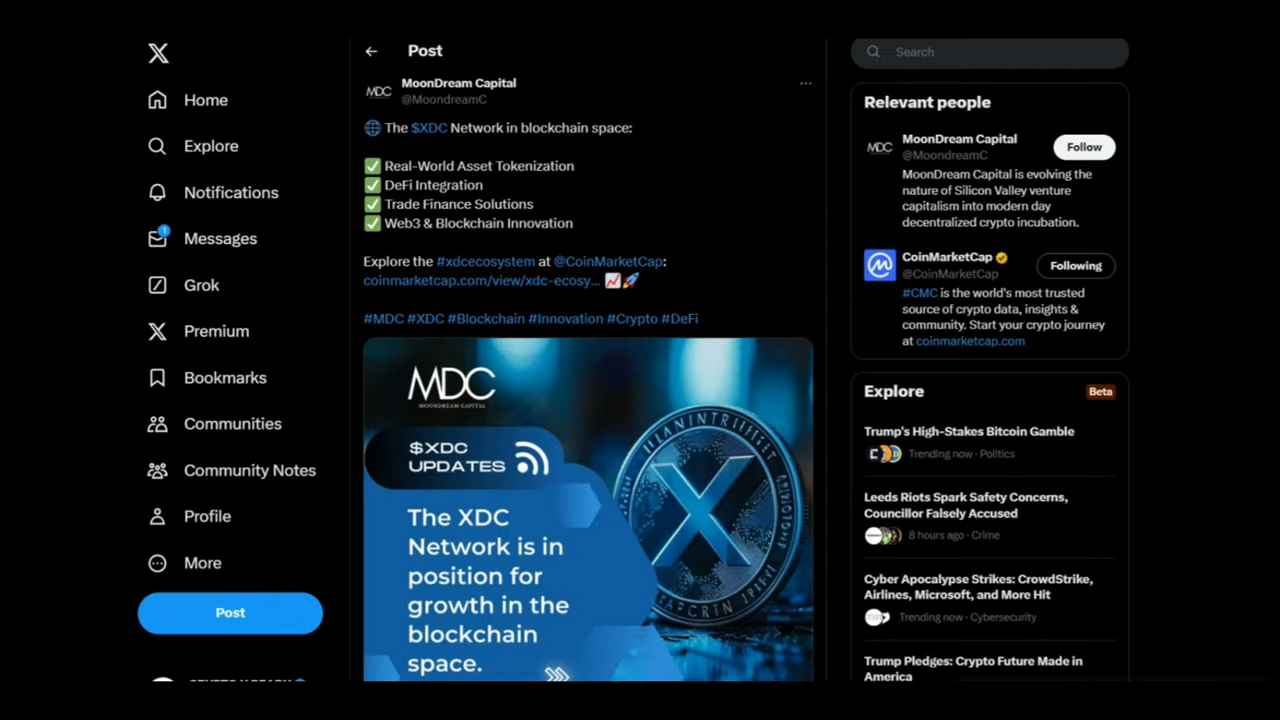 Home
Explore
Notifications
1
Messages
Grok
Premium
Bookmarks
Communities
Community Notes
Profile
More
Post
Post
MDC
MoonDream Capital
@MoondreamC
The $XDC Network in blockchain space:
Real-World Asset Tokenization
DeFi Integration
Trade Finance Solutions
Web3 & Blockchain Innovation
Explore the #xdcecosystem at @CoinMarketCap:
coinmarketcap.com/view/xdc-ecosy...
#MDC #XDC #Blockchain #Innovation #Crypto #DeFi
MDC
MOONDREAM CAPITAL
$XDC
UPDATES
The XDC
Network is in
position for
growth in the
blockchain
space.
Search
Relevant people
MDC
MoonDream Capital
@MoondreamC
Follow
MoonDream Capital is evolving the
nature of Silicon Valley venture
capitalism into modern day
decentralized crypto incubation.
CoinMarketCap
@CoinMarketCap
Following
#CMC is the world's most trusted
source of crypto data, insights &
community. Start your crypto journey
at coinmarketcap.com
Explore
Beta
Trump's High-Stakes Bitcoin Gamble
Trending now · Politics
Leeds Riots Spark Safety Concerns,
Councillor Falsely Accused
8 hours ago · Crime
Cyber Apocalypse Strikes: CrowdStrike,
Airlines, Microsoft, and More Hit
Trending now · Cybersecurity
Trump Pledges: Crypto Future Made in
America